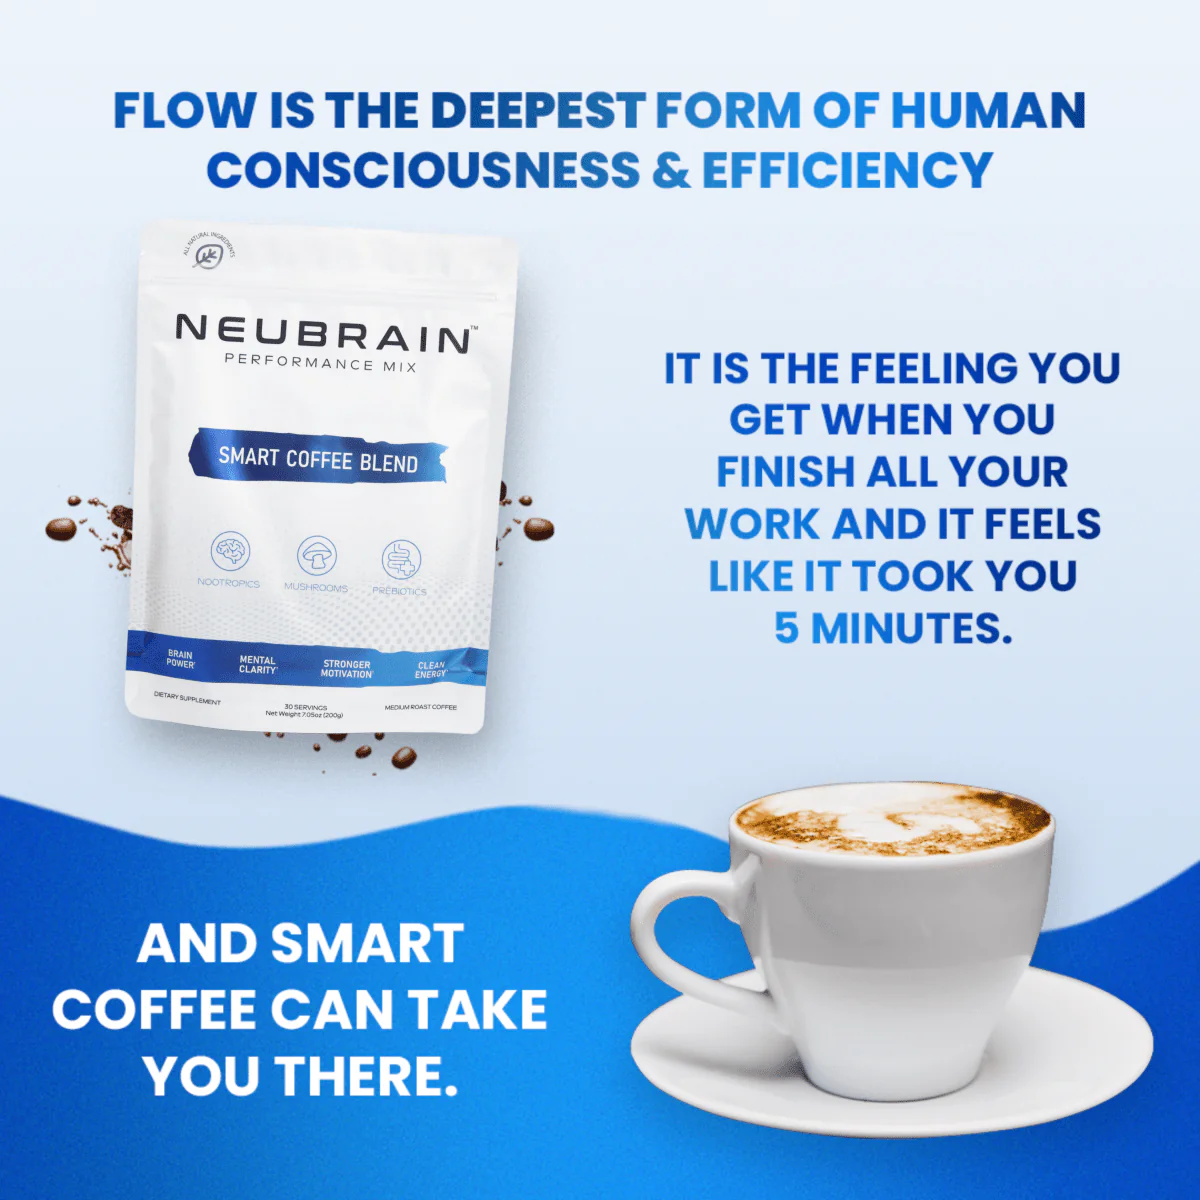 FLOW IS THE DEEPEST FORM OF HUMAN
CONSCIOUSNESS & EFFICIENCY
ALL NATURAL INGREDIENTS
NEUBRAIN™
PERFORMANCE MIX
SMART COFFEE BLEND
NOOTROPICS
MUSHROOMS
PREBIOTICS
BRAIN
POWER*
MENTAL
CLARITY*
STRONGER
MOTIVATION*
CLEAN
ENERGY*
DIETARY SUPPLEMENT
30 SERVINGS
Net Weight 7.05oz (200g)
MEDIUM ROAST COFFEE
IT IS THE FEELING YOU
GET WHEN YOU
FINISH ALL YOUR
WORK AND IT FEELS
LIKE IT TOOK YOU
5 MINUTES.
AND SMART
COFFEE CAN TAKE
YOU THERE.